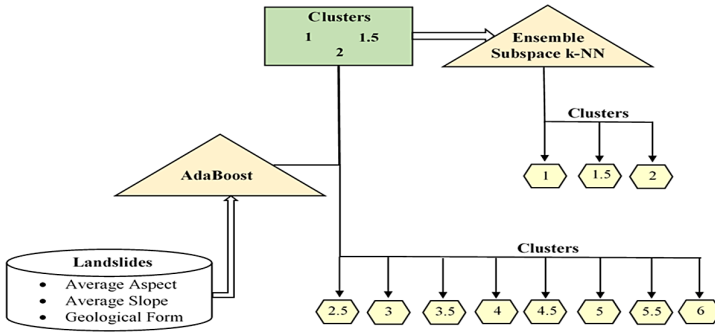 Clusters
1 1.5
2
Ensemble
Subspace k-NN
Clusters
1 1.5 2
AdaBoost
Landslides
• Average Aspect
• Average Slope
• Geological Form
Clusters
2.5 3 3.5 4 4.5 5 5.5 6